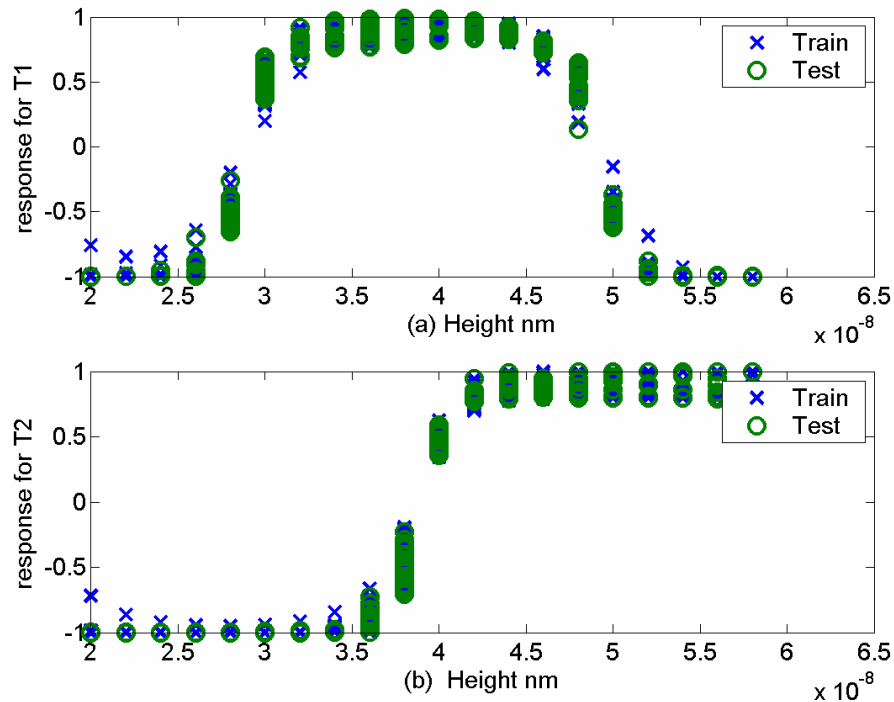 1
0.5
0
-0.5
-1
response for T1
Train
Test
2 2.5 3 3.5 4 4.5 5 5.5 6 6.5
(a) Height nm
x 10^-8
1
0.5
0
-0.5
-1
response for T2
Train
Test
2 2.5 3 3.5 4 4.5 5 5.5 6 6.5
(b) Height nm
x 10^-8